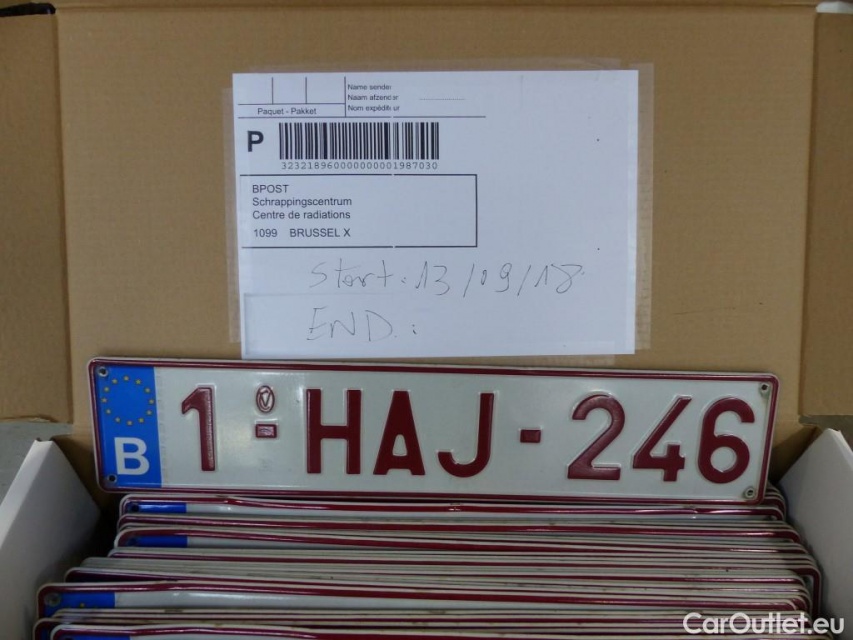 Name sender
Naam afzender
Nom expéditeur
Paquet - Pakket
P
323218960000000001987030
BPOST
Schrappingscentrum
Centre de radiations
1099 BRUSSEL X
Start: 13/09/18
END:
B 1-HAJ-246
CarOutlet.eu